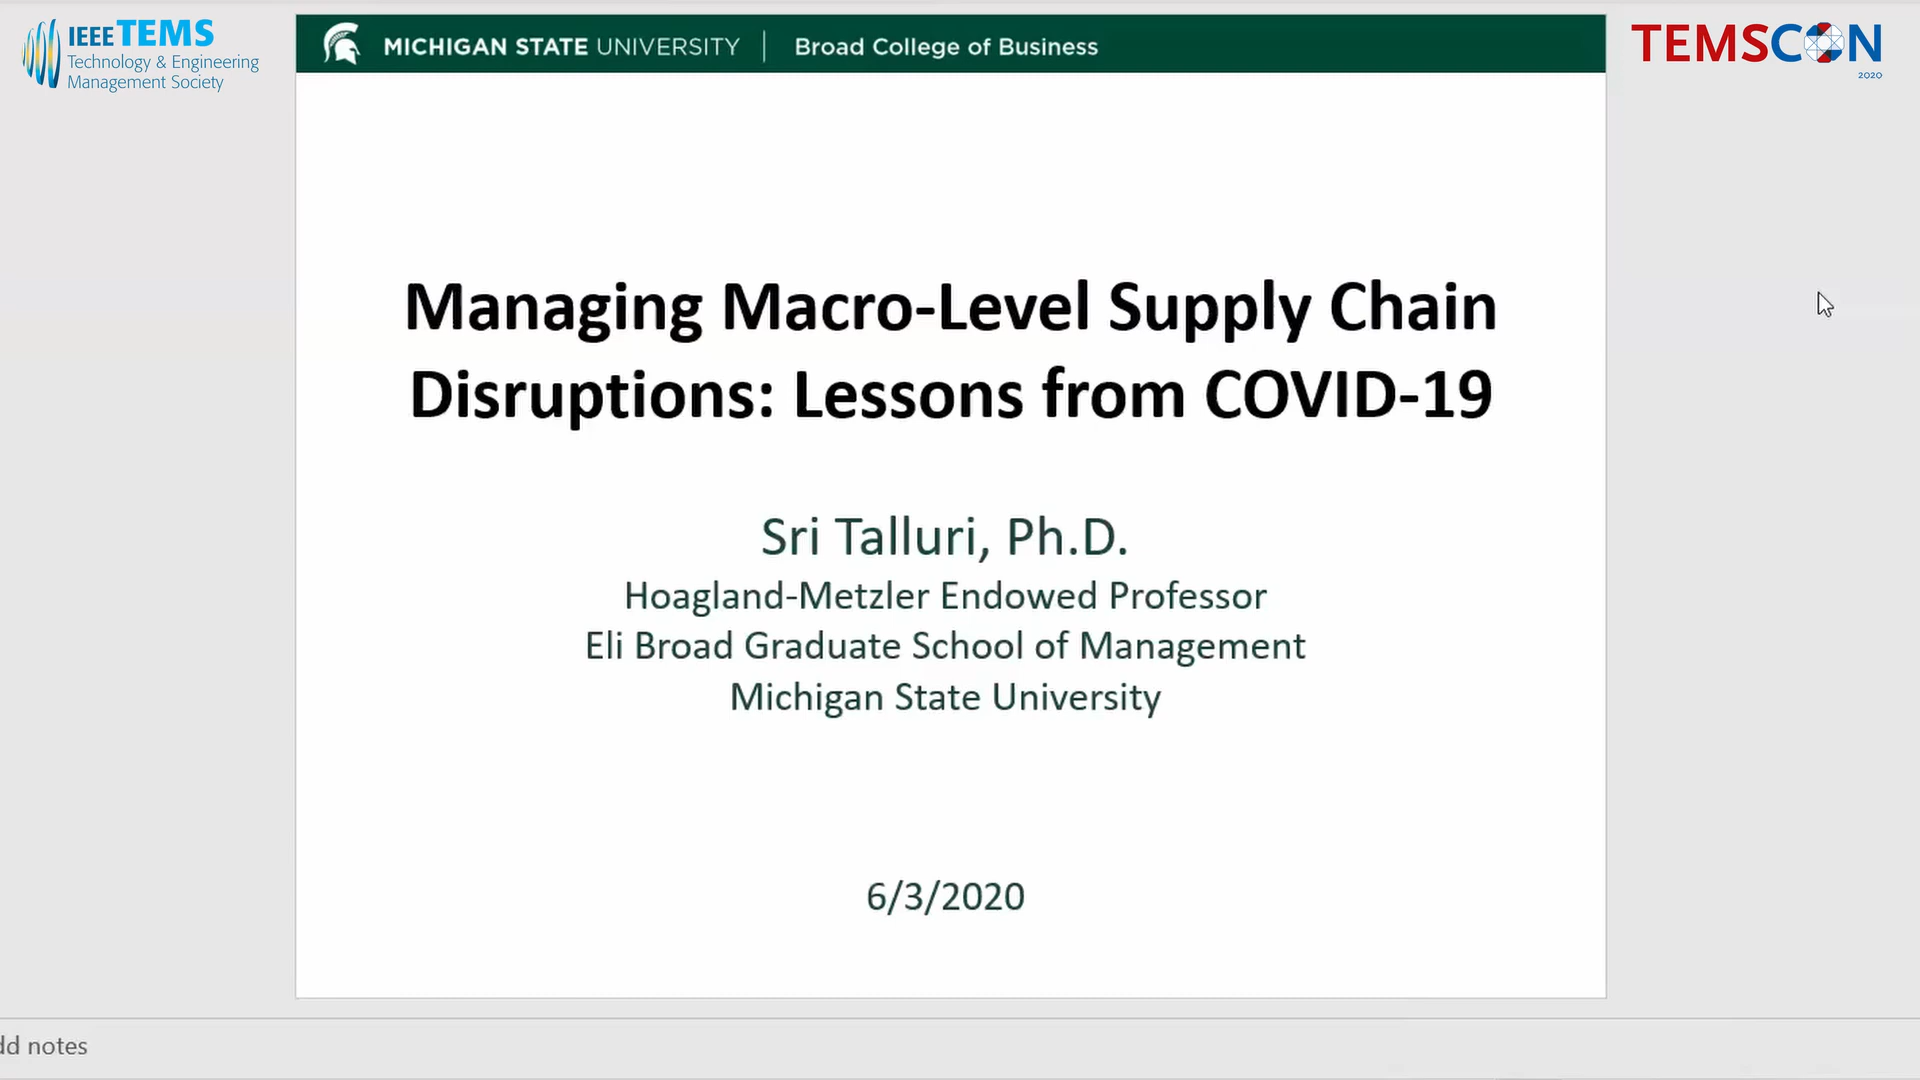 IEEE TEMS
Technology & Engineering
Management Society
MICHIGAN STATE UNIVERSITY | Broad College of Business
TEMSCON
2020
Managing Macro-Level Supply Chain
Disruptions: Lessons from COVID-19
Sri Talluri, Ph.D.
Hoagland-Metzler Endowed Professor
Eli Broad Graduate School of Management
Michigan State University
6/3/2020
dd notes